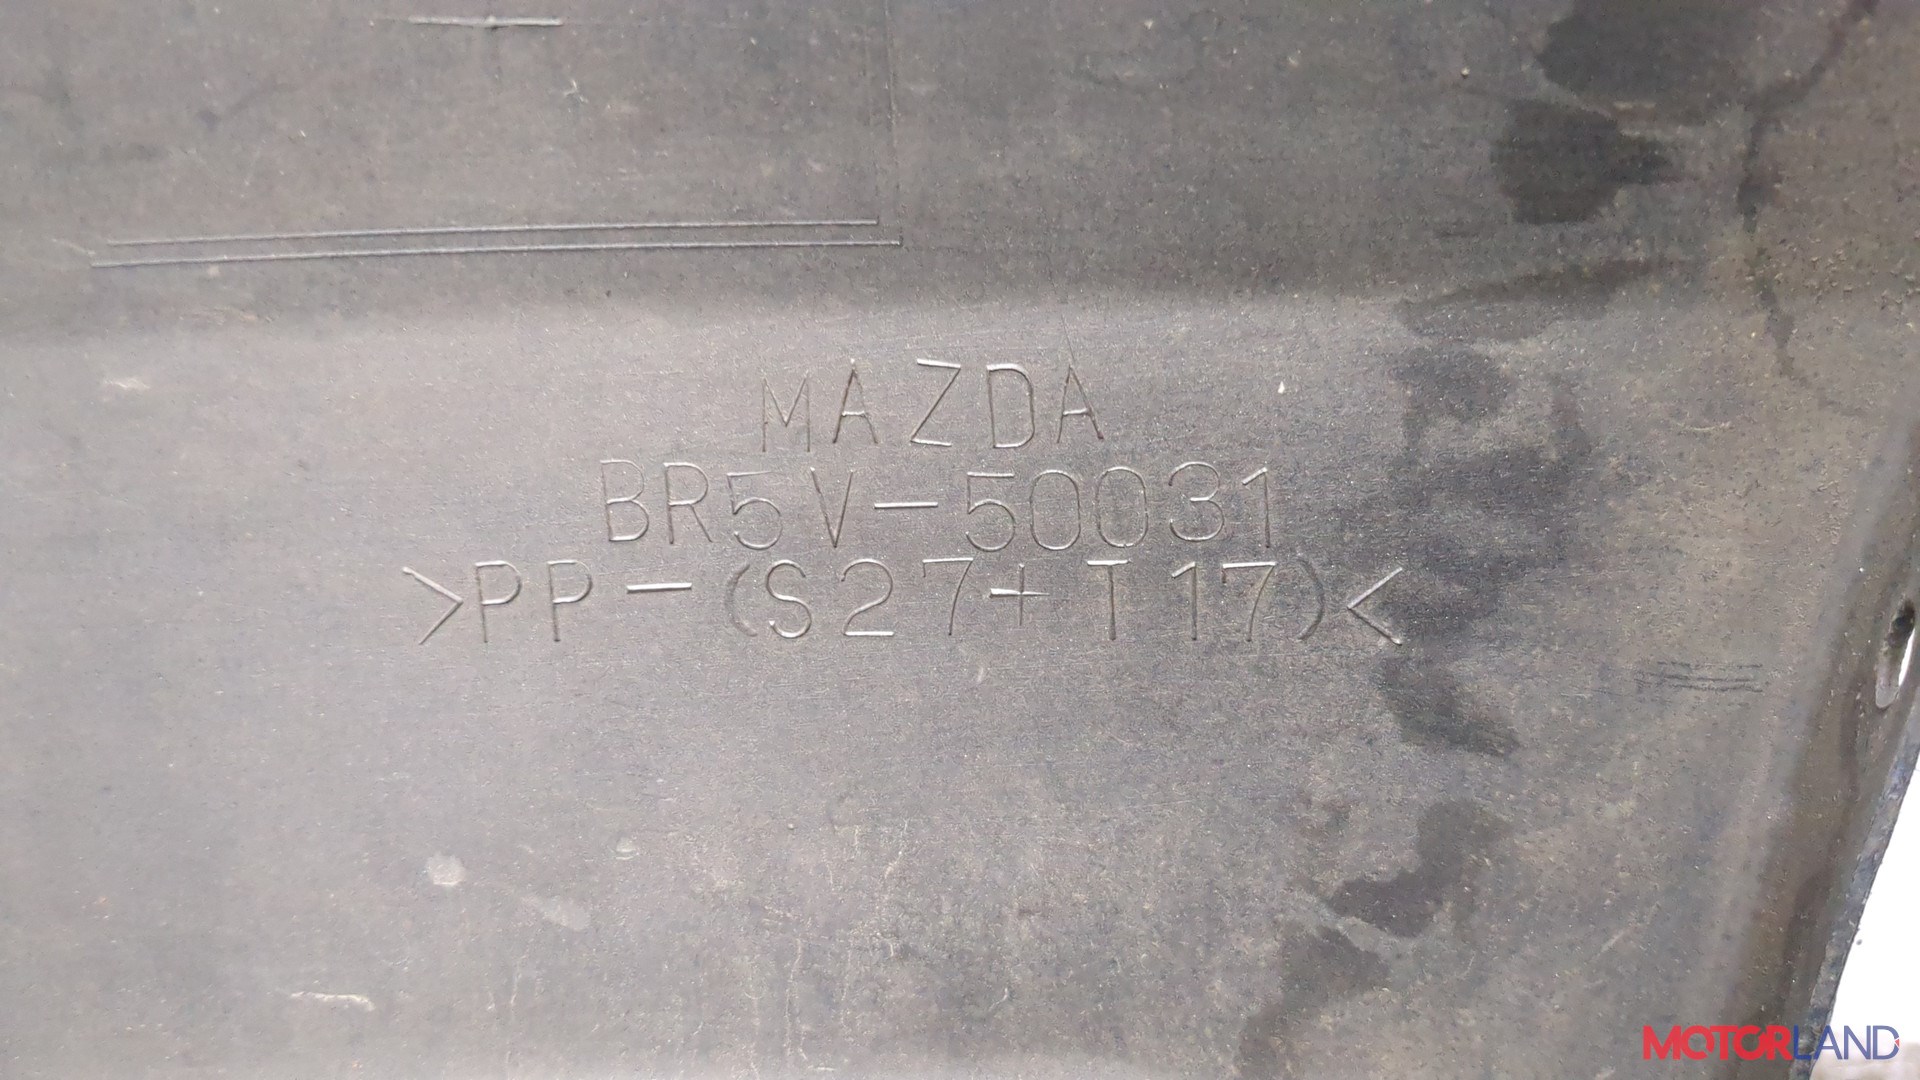 MAZDA
BR5V-50031
>PP-(S27+T17)<
MOTORLAND